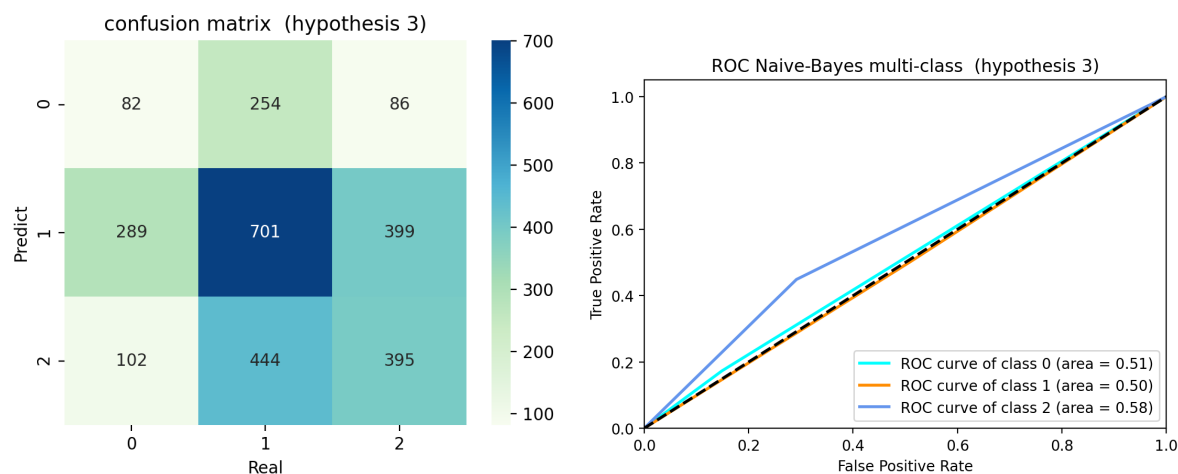 confusion matrix  (hypothesis 3)
0
82 254 86
1
289 701 399
2
102 444 395
0 1 2
Predict
Real
700
600
500
400
300
200
100
ROC Naive-Bayes multi-class  (hypothesis 3)
1.0
0.8
0.6
0.4
0.2
0.0
True Positive Rate
ROC curve of class 0 (area = 0.51)
ROC curve of class 1 (area = 0.50)
ROC curve of class 2 (area = 0.58)
0.0 0.2 0.4 0.6 0.8 1.0
False Positive Rate